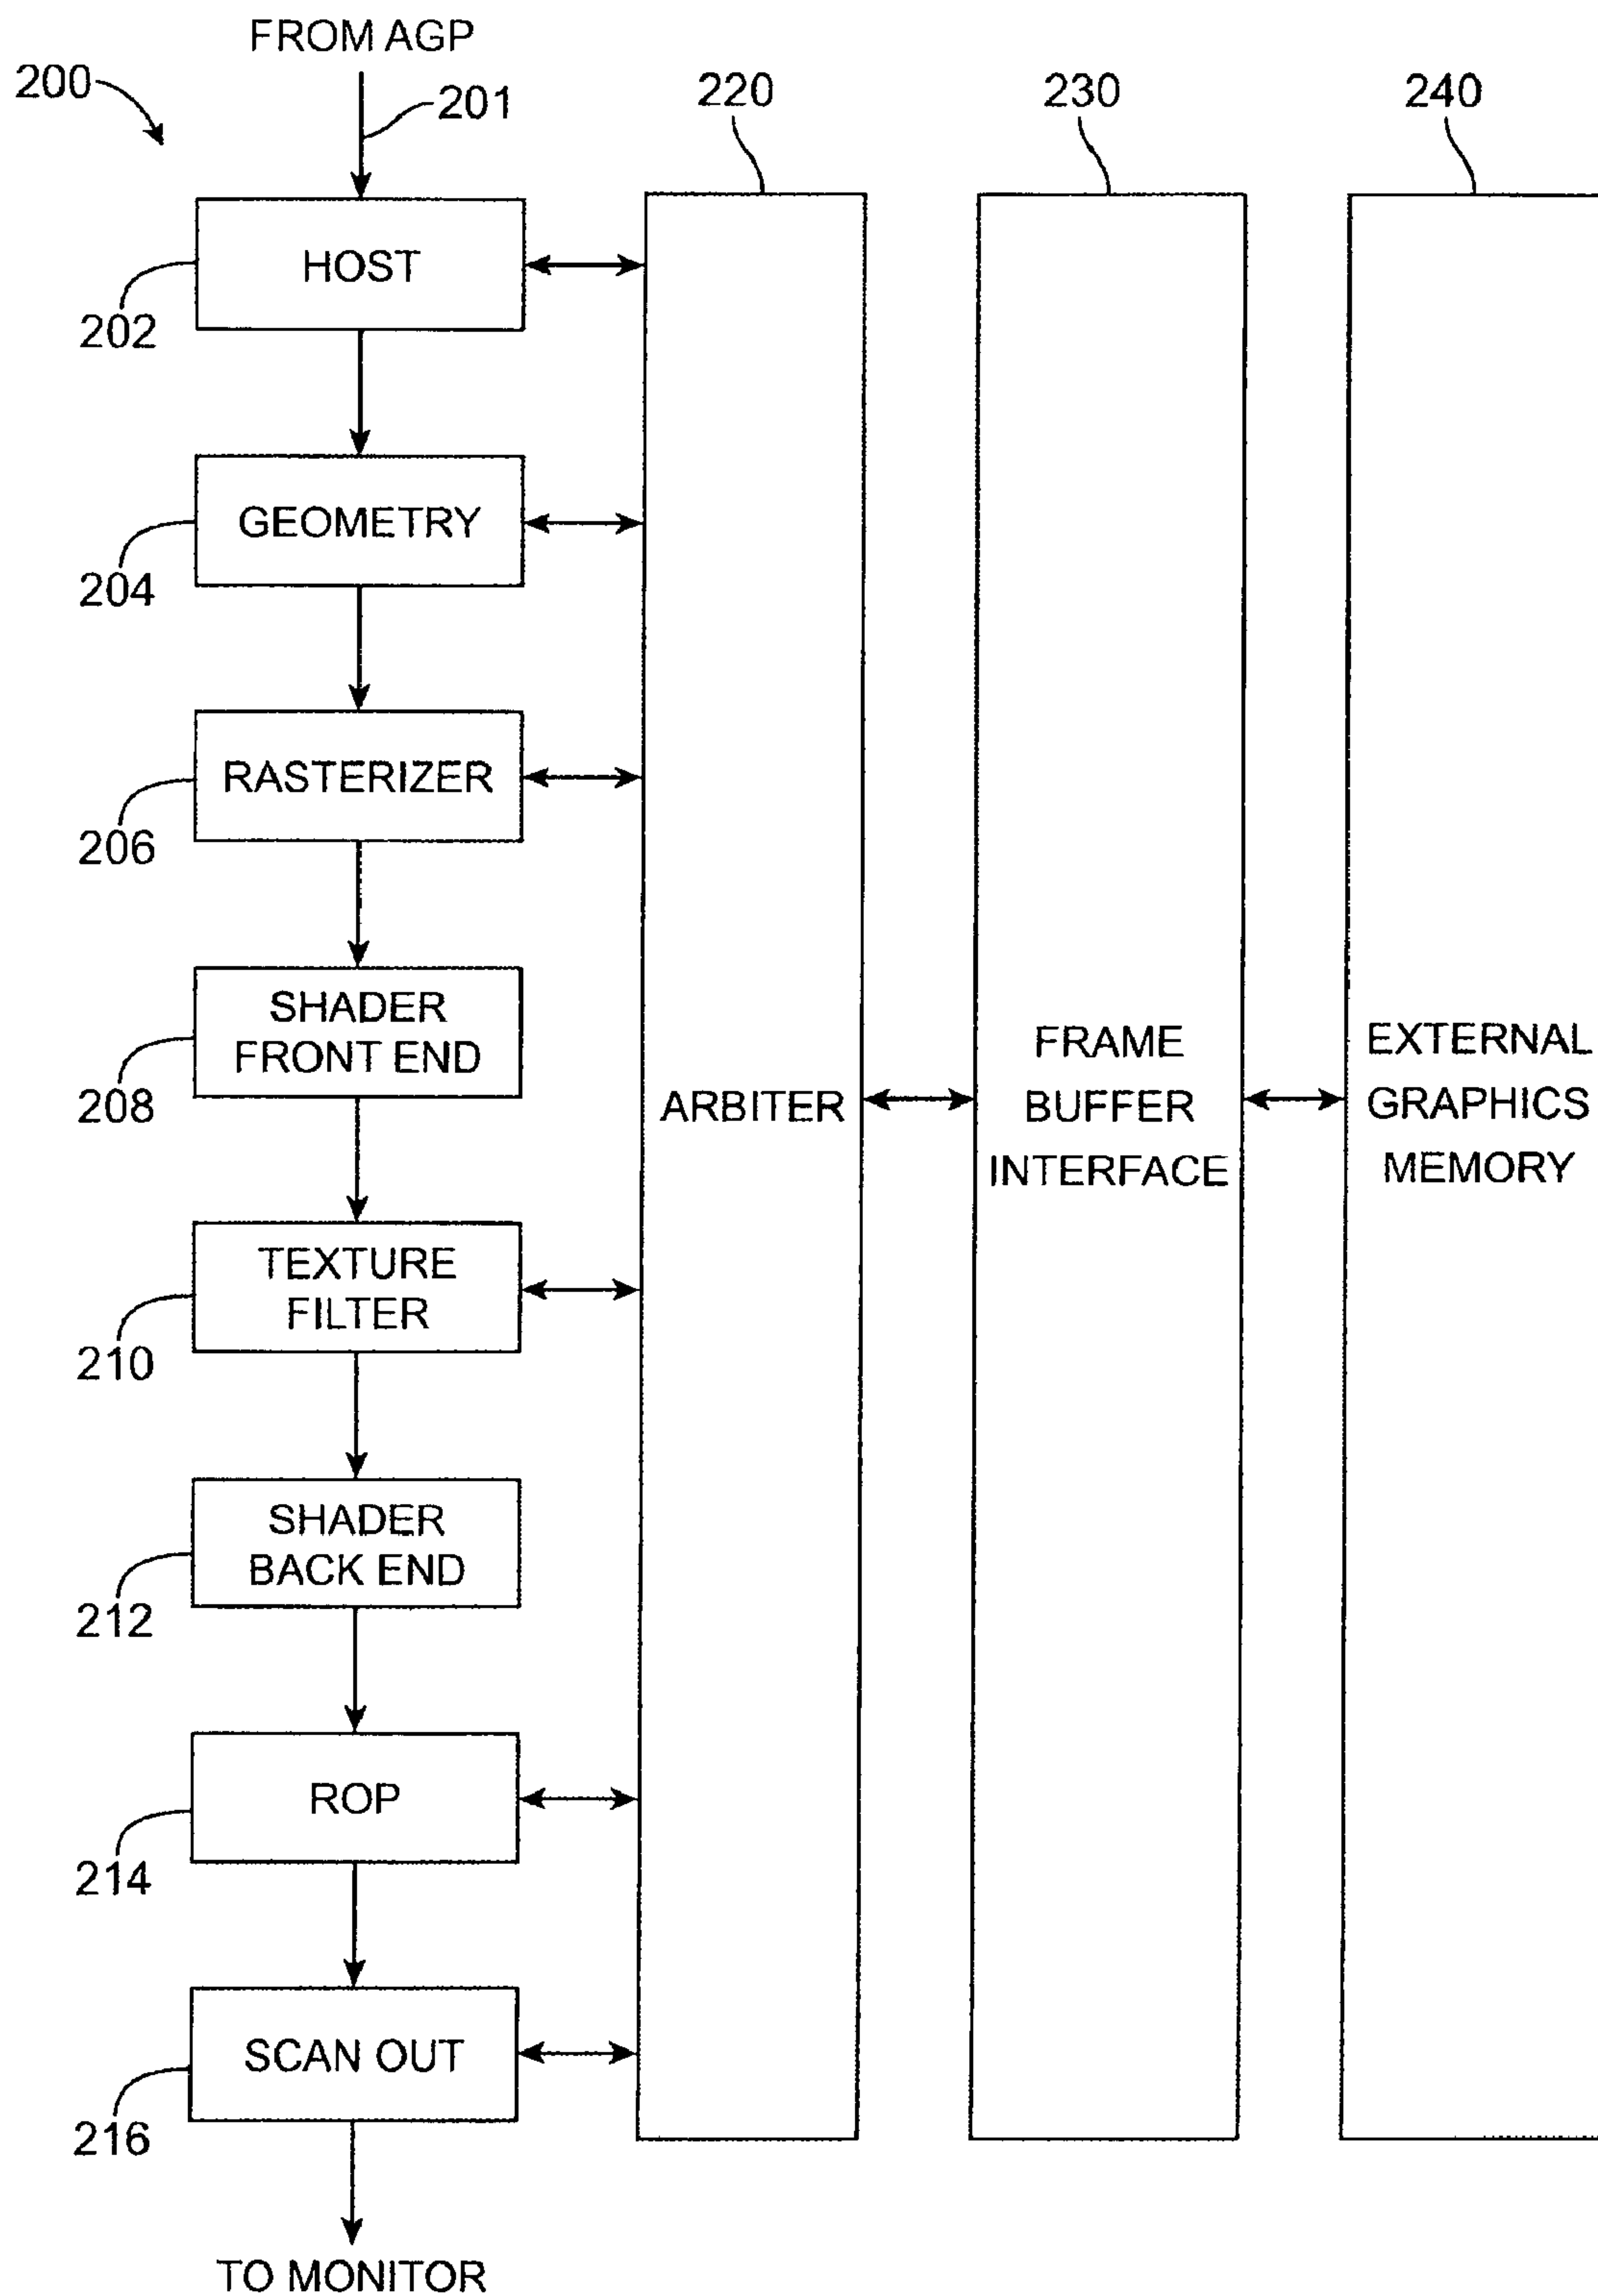 FROM AGP
200
201
220
230
240
HOST
202
GEOMETRY
204
RASTERIZER
206
SHADER
FRONT END
208
ARBITER
FRAME
BUFFER
INTERFACE
EXTERNAL
GRAPHICS
MEMORY
TEXTURE
FILTER
210
SHADER
BACK END
212
ROP
214
SCAN OUT
216
TO MONITOR